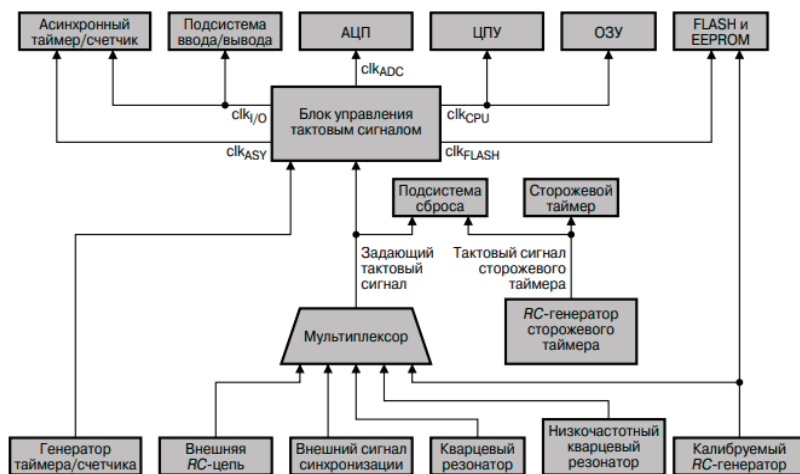 Асинхронный
таймер/счетчик
Подсистема
ввода/вывода
АЦП
ЦПУ
ОЗУ
FLASH и
EEPROM
clkADC
clkI/O
Блок управления
тактовым сигналом
clkCPU
clkASY
clkFLASH
Подсистема
сброса
Сторожевой
таймер
Задающий
тактовый
сигнал
Тактовый сигнал
сторожевого
таймера
Мультиплексор
RC-генератор
сторожевого
таймера
Генератор
таймера/счетчика
Внешняя
RC-цепь
Внешний сигнал
синхронизации
Кварцевый
резонатор
Низкочастотный
кварцевый
резонатор
Калибруемый
RC-генератор